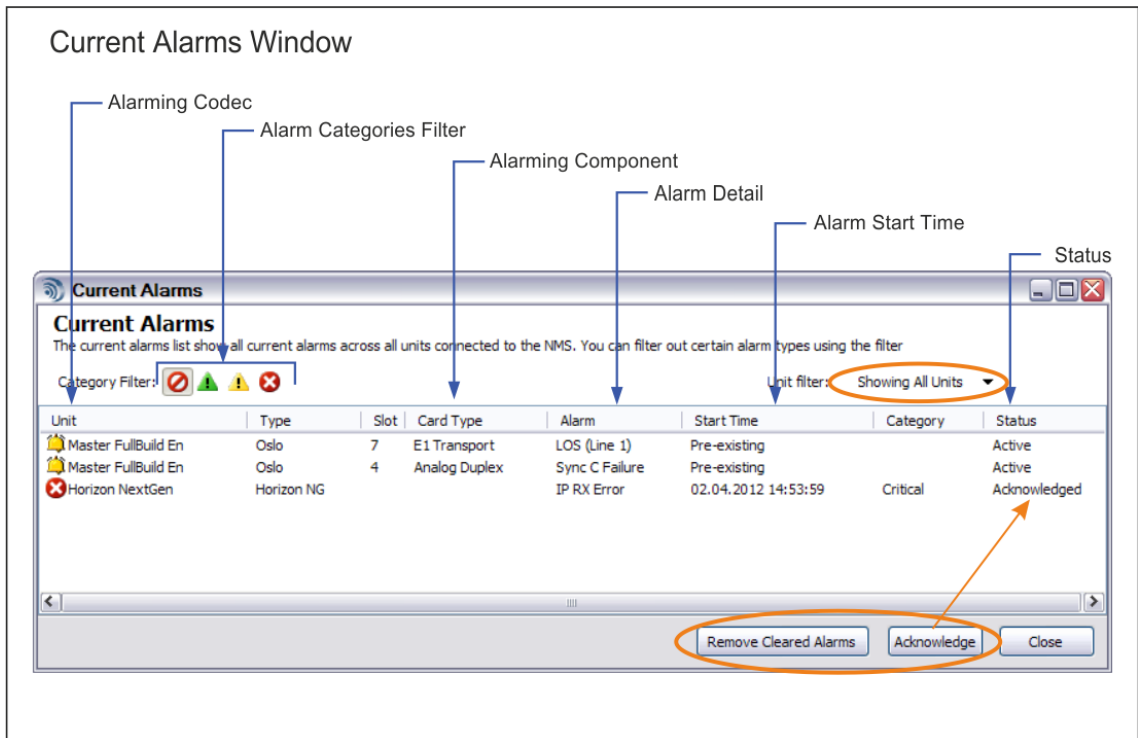 Current Alarms Window
Alarming Codec
Alarm Categories Filter
Alarming Component
Alarm Detail
Alarm Start Time
Status
Current Alarms
Current Alarms
The current alarms list show all current alarms across all units connected to the NMS. You can filter out certain alarm types using the filter
Category Filter: Unit filter: Showing All Units
Unit Type Slot Card Type Alarm Start Time Category Status
Master FullBuild En Oslo 7 E1 Transport LOS (Line 1) Pre-existing Active
Master FullBuild En Oslo 4 Analog Duplex Sync C Failure Pre-existing Active
Horizon NextGen Horizon NG IP RX Error 02.04.2012 14:53:59 Critical Acknowledged
Remove Cleared Alarms Acknowledge Close